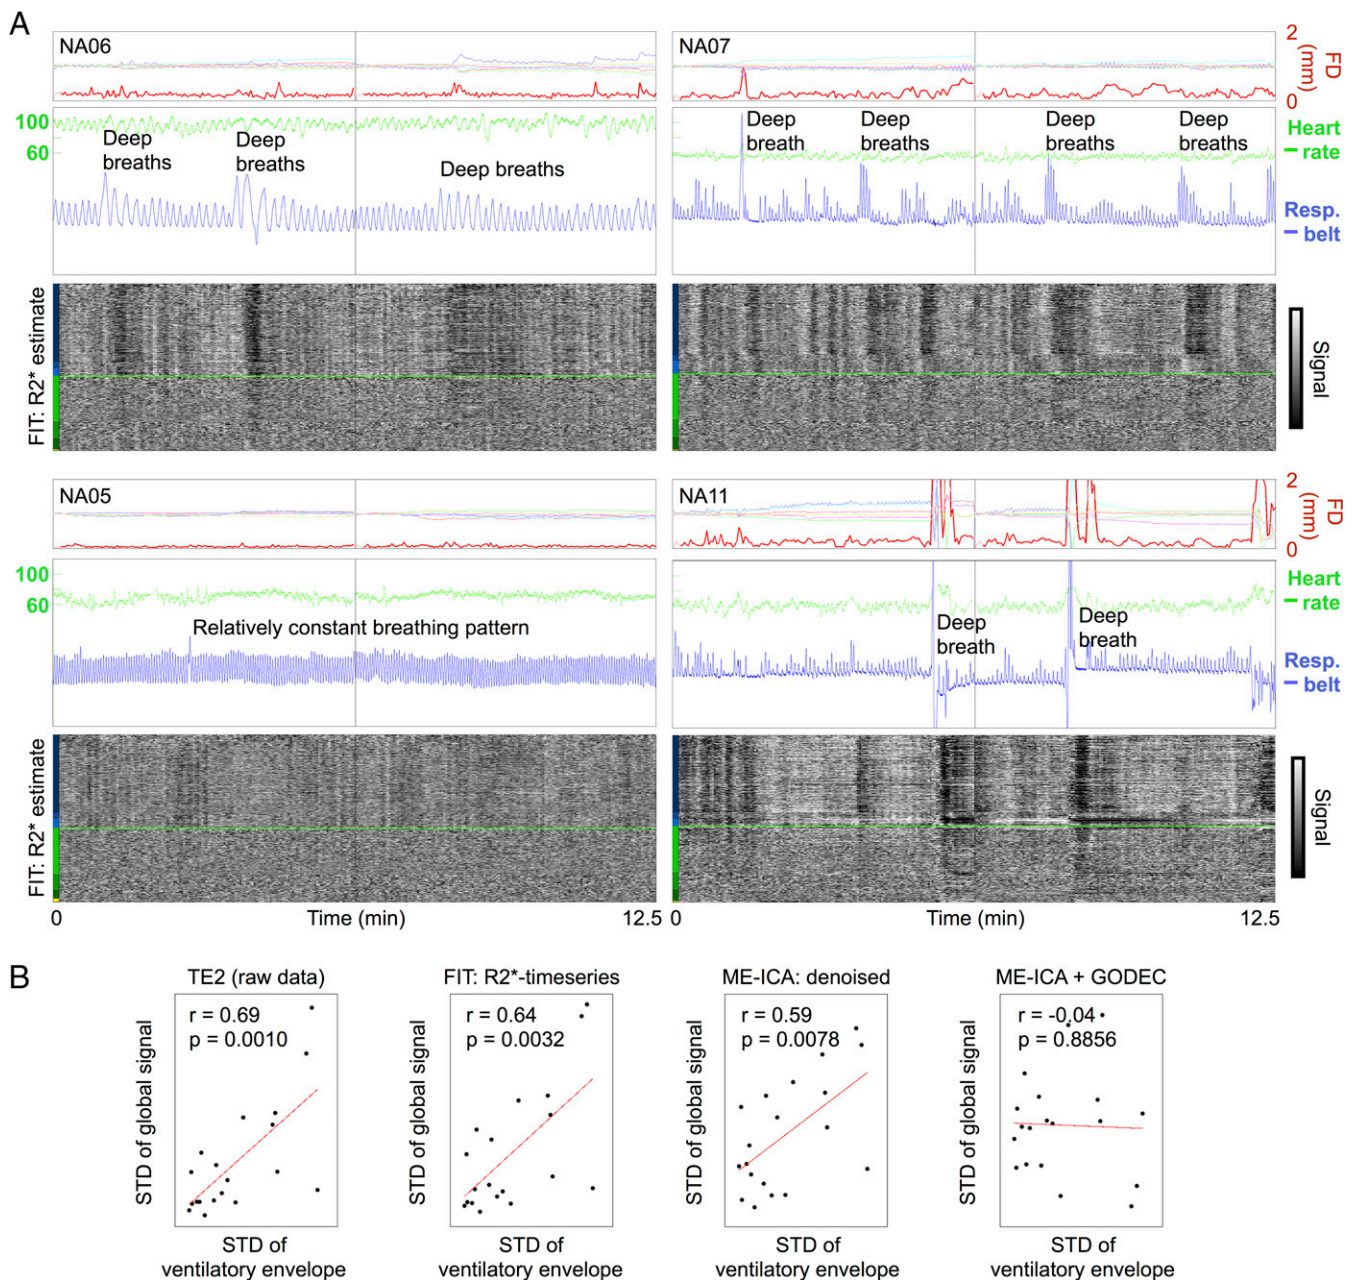 A
NA06
NA07
2
FD
(mm)
0
100
60
Deep
breaths
Deep
breaths
Deep breaths
Deep
breath
Deep
breaths
Deep
breaths
Deep
breaths
Heart
rate
Resp.
belt
FIT: R2* estimate
Signal
NA05
NA11
2
FD
(mm)
0
100
60
Relatively constant breathing pattern
Deep
breath
Deep
breath
Heart
rate
Resp.
belt
FIT: R2* estimate
Signal
0 Time (min) 12.5
0 Time (min) 12.5
B
TE2 (raw data)
r = 0.69
p = 0.0010
STD of global signal
STD of
ventilatory envelope
FIT: R2*-timeseries
r = 0.64
p = 0.0032
STD of global signal
STD of
ventilatory envelope
ME-ICA: denoised
r = 0.59
p = 0.0078
STD of global signal
STD of
ventilatory envelope
ME-ICA + GODEC
r = -0.04
p = 0.8856
STD of global signal
STD of
ventilatory envelope